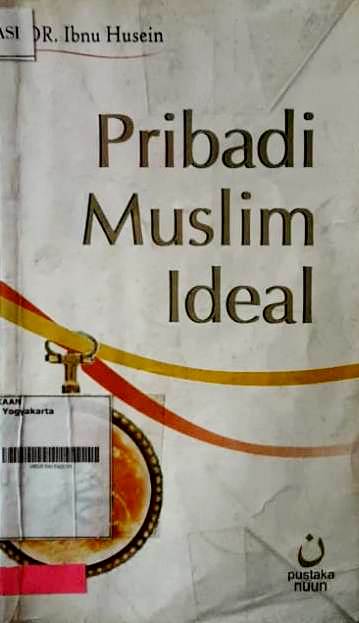 ASI
DR. Ibnu Husein
Pribadi
Muslim
Ideal
KAAN
Yogyakarta
ن
pustaka
nuun